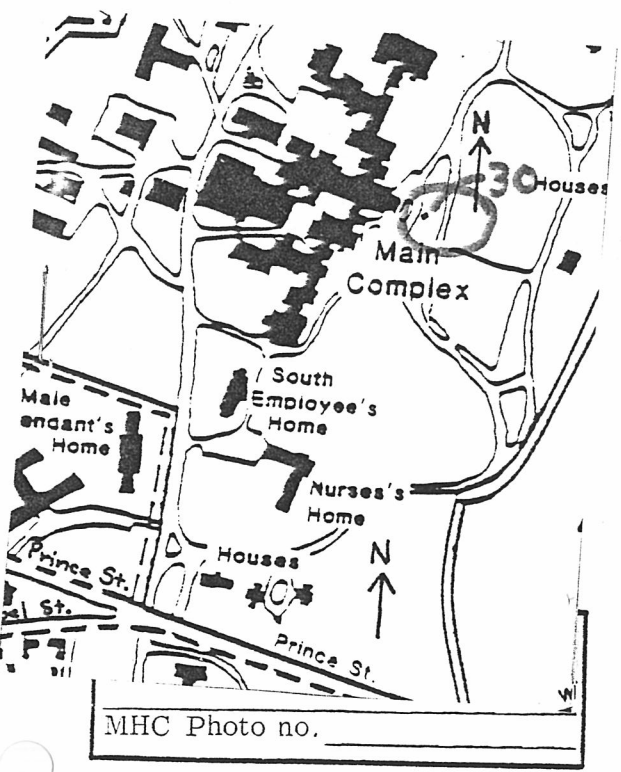 N
30 Houses
Main
Complex
South
Employee's
Home
Male
endant's
Home
Nurses's
Home
Houses
N
Prince St.
St.
Prince St.
MHC Photo no.